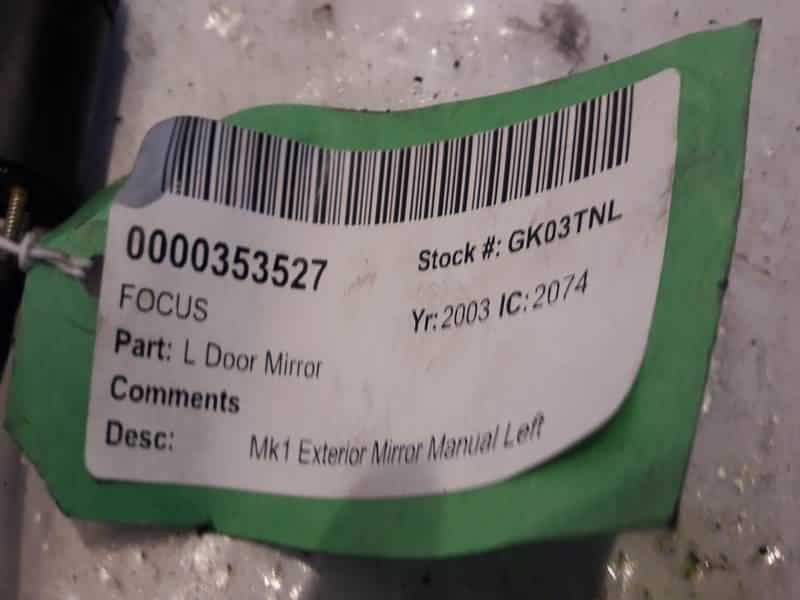 0000353527
Stock #: GK03TNL
FOCUS
Yr: 2003 IC: 2074
Part: L Door Mirror
Comments
Desc: Mk1 Exterior Mirror Manual Left